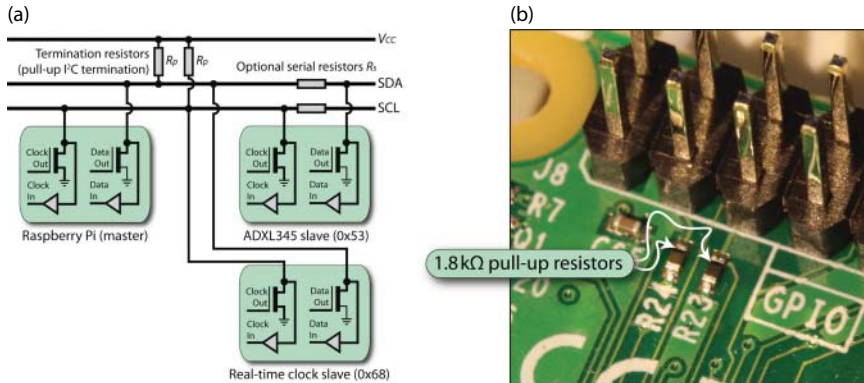 (a)
Vcc
Termination resistors
(pull-up I²C termination)
Rp
Rp
Optional serial resistors Rs
SDA
SCL
Clock
Out
Data
Out
Clock
In
Data
In
Raspberry Pi (master)
Clock
Out
Data
Out
Clock
In
Data
In
ADXL345 slave (0x53)
Clock
Out
Data
Out
Clock
In
Data
In
Real-time clock slave (0x68)
(b)
J8
R7
Q1
20
1.8kΩ pull-up resistors
R24
R23
GPIO